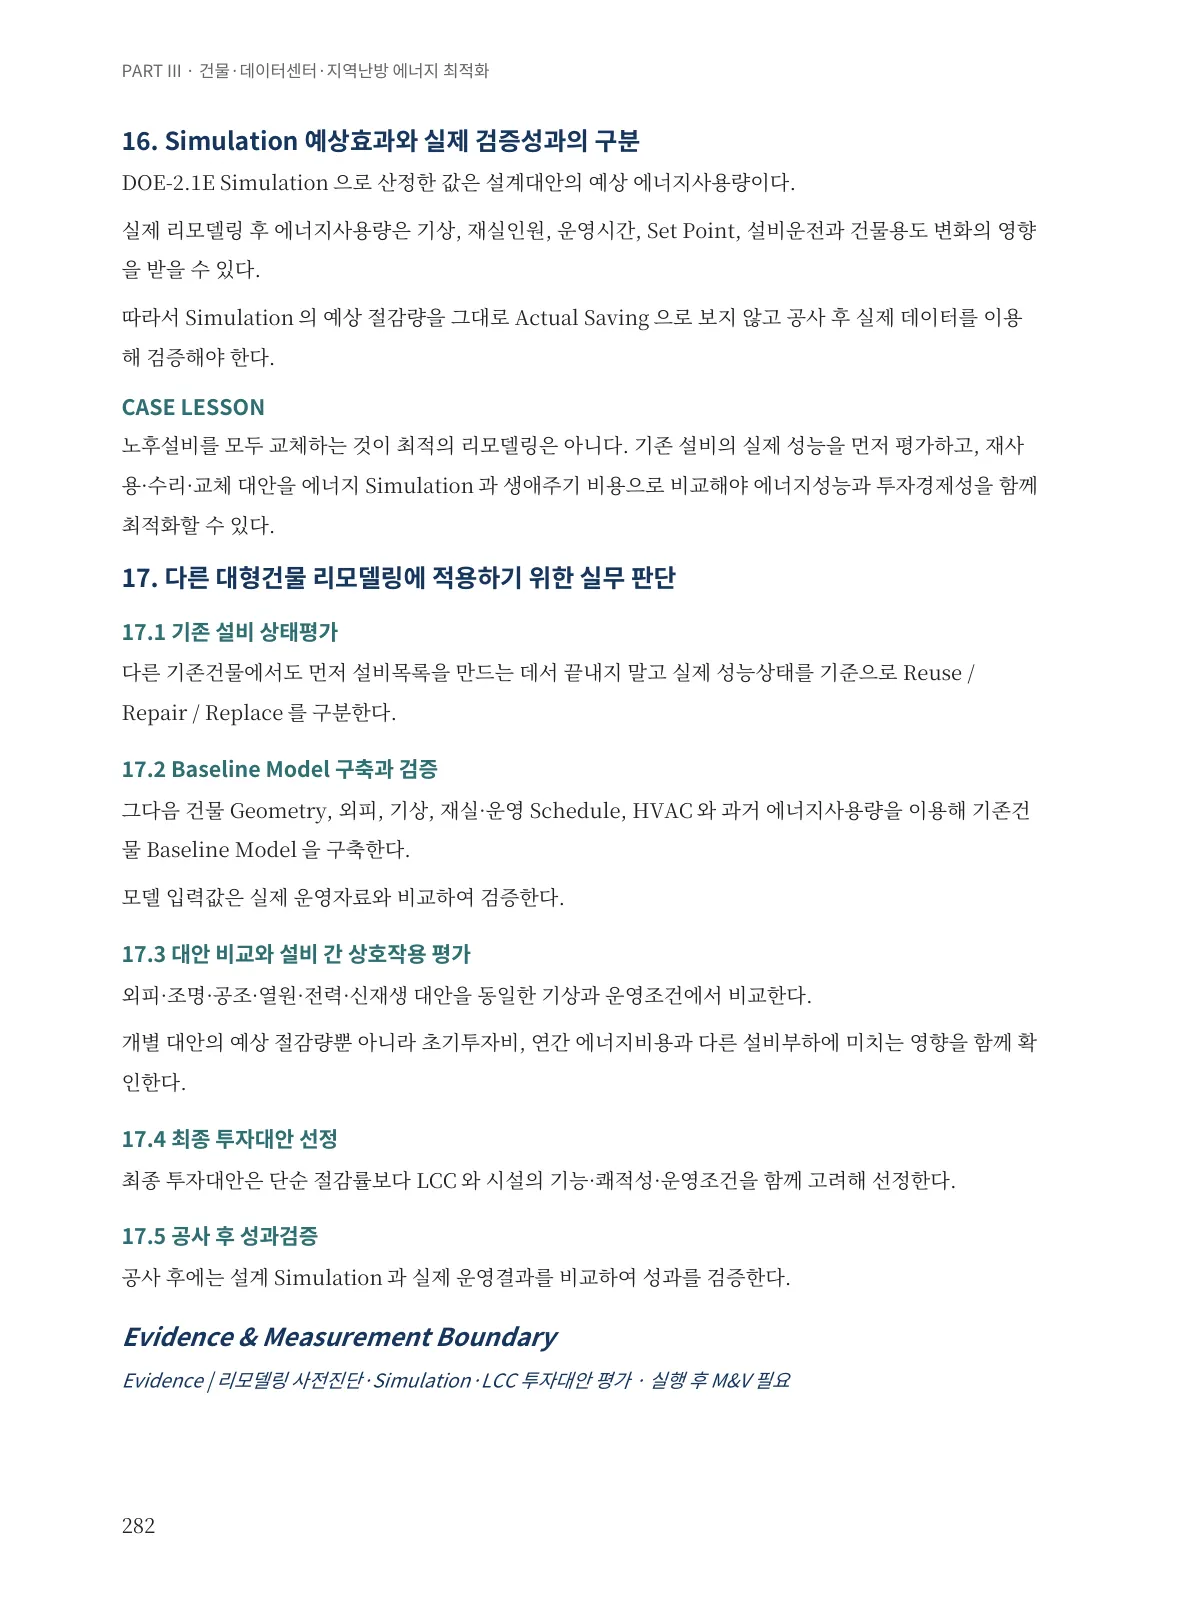 PART III · 건물·데이터센터·지역난방 에너지 최적화
16. Simulation 예상효과와 실제 검증성과의 구분
DOE-2.1E Simulation 으로 산정한 값은 설계대안의 예상 에너지사용량이다.
실제 리모델링 후 에너지사용량은 기상, 재실인원, 운영시간, Set Point, 설비운전과 건물용도 변화의 영향
을 받을 수 있다.
따라서 Simulation 의 예상 절감량을 그대로 Actual Saving 으로 보지 않고 공사 후 실제 데이터를 이용
해 검증해야 한다.
CASE LESSON
노후설비를 모두 교체하는 것이 최적의 리모델링은 아니다. 기존 설비의 실제 성능을 먼저 평가하고, 재사
용·수리·교체 대안을 에너지 Simulation 과 생애주기 비용으로 비교해야 에너지성능과 투자경제성을 함께
최적화할 수 있다.
17. 다른 대형건물 리모델링에 적용하기 위한 실무 판단
17.1 기존 설비 상태평가
다른 기존건물에서도 먼저 설비목록을 만드는 데서 끝내지 말고 실제 성능상태를 기준으로 Reuse /
Repair / Replace 를 구분한다.
17.2 Baseline Model 구축과 검증
그다음 건물 Geometry, 외피, 기상, 재실·운영 Schedule, HVAC 와 과거 에너지사용량을 이용해 기존건
물 Baseline Model 을 구축한다.
모델 입력값은 실제 운영자료와 비교하여 검증한다.
17.3 대안 비교와 설비 간 상호작용 평가
외피·조명·공조·열원·전력·신재생 대안을 동일한 기상과 운영조건에서 비교한다.
개별 대안의 예상 절감량뿐 아니라 초기투자비, 연간 에너지비용과 다른 설비부하에 미치는 영향을 함께 확
인한다.
17.4 최종 투자대안 선정
최종 투자대안은 단순 절감률보다 LCC 와 시설의 기능·쾌적성·운영조건을 함께 고려해 선정한다.
17.5 공사 후 성과검증
공사 후에는 설계 Simulation 과 실제 운영결과를 비교하여 성과를 검증한다.
Evidence & Measurement Boundary
Evidence | 리모델링 사전진단·Simulation·LCC 투자대안 평가 · 실행 후 M&V 필요
282